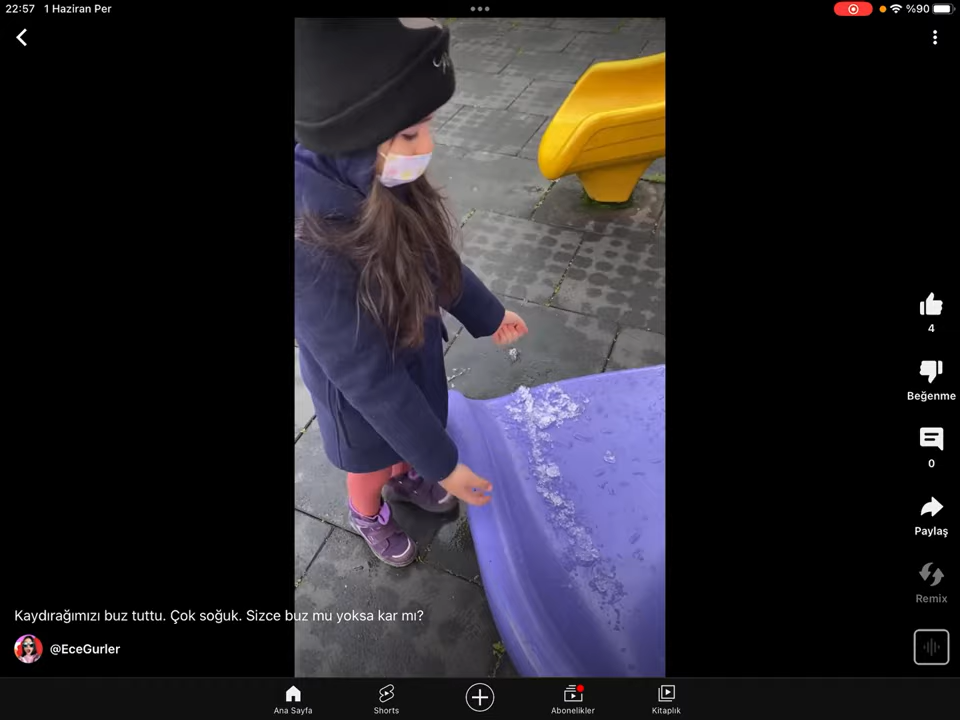 22:57 1 Haziran Per
%90
4
Beğenme
0
Paylaş
Remix
Kaydırağımızı buz tuttu. Çok soğuk. Sizce buz mu yoksa kar mı?
@EceGurler
Ana Sayfa
Shorts
Abonelikler
Kitaplık